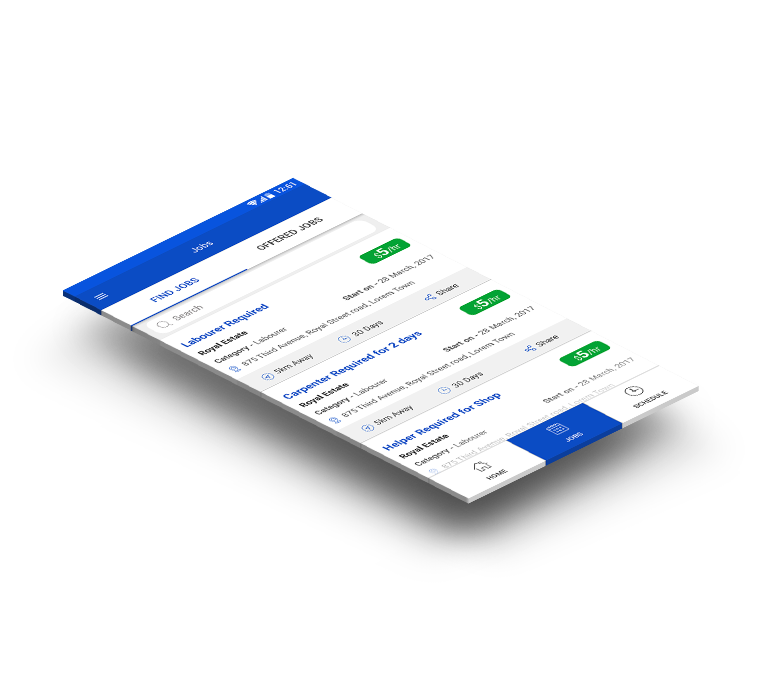 12:61
Jobs
FIND JOBS
OFFERED JOBS
Search
Labourer Required
$5/hr
Royal Estate
Start on - 28 March, 2017
Category - Labourer
875 Third Avenue, Royal Street road, Lorem Town
5km Away
30 Days
Share
Carpenter Required for 2 days
$5/hr
Royal Estate
Start on - 28 March, 2017
Category - Labourer
875 Third Avenue, Royal Street road, Lorem Town
5km Away
30 Days
Share
Helper Required for Shop
$5/hr
Royal Estate
Start on - 28 March, 2017
Category - Labourer
875 Third Avenue, Royal Street road, Lorem Town
HOME
JOBS
SCHEDULE